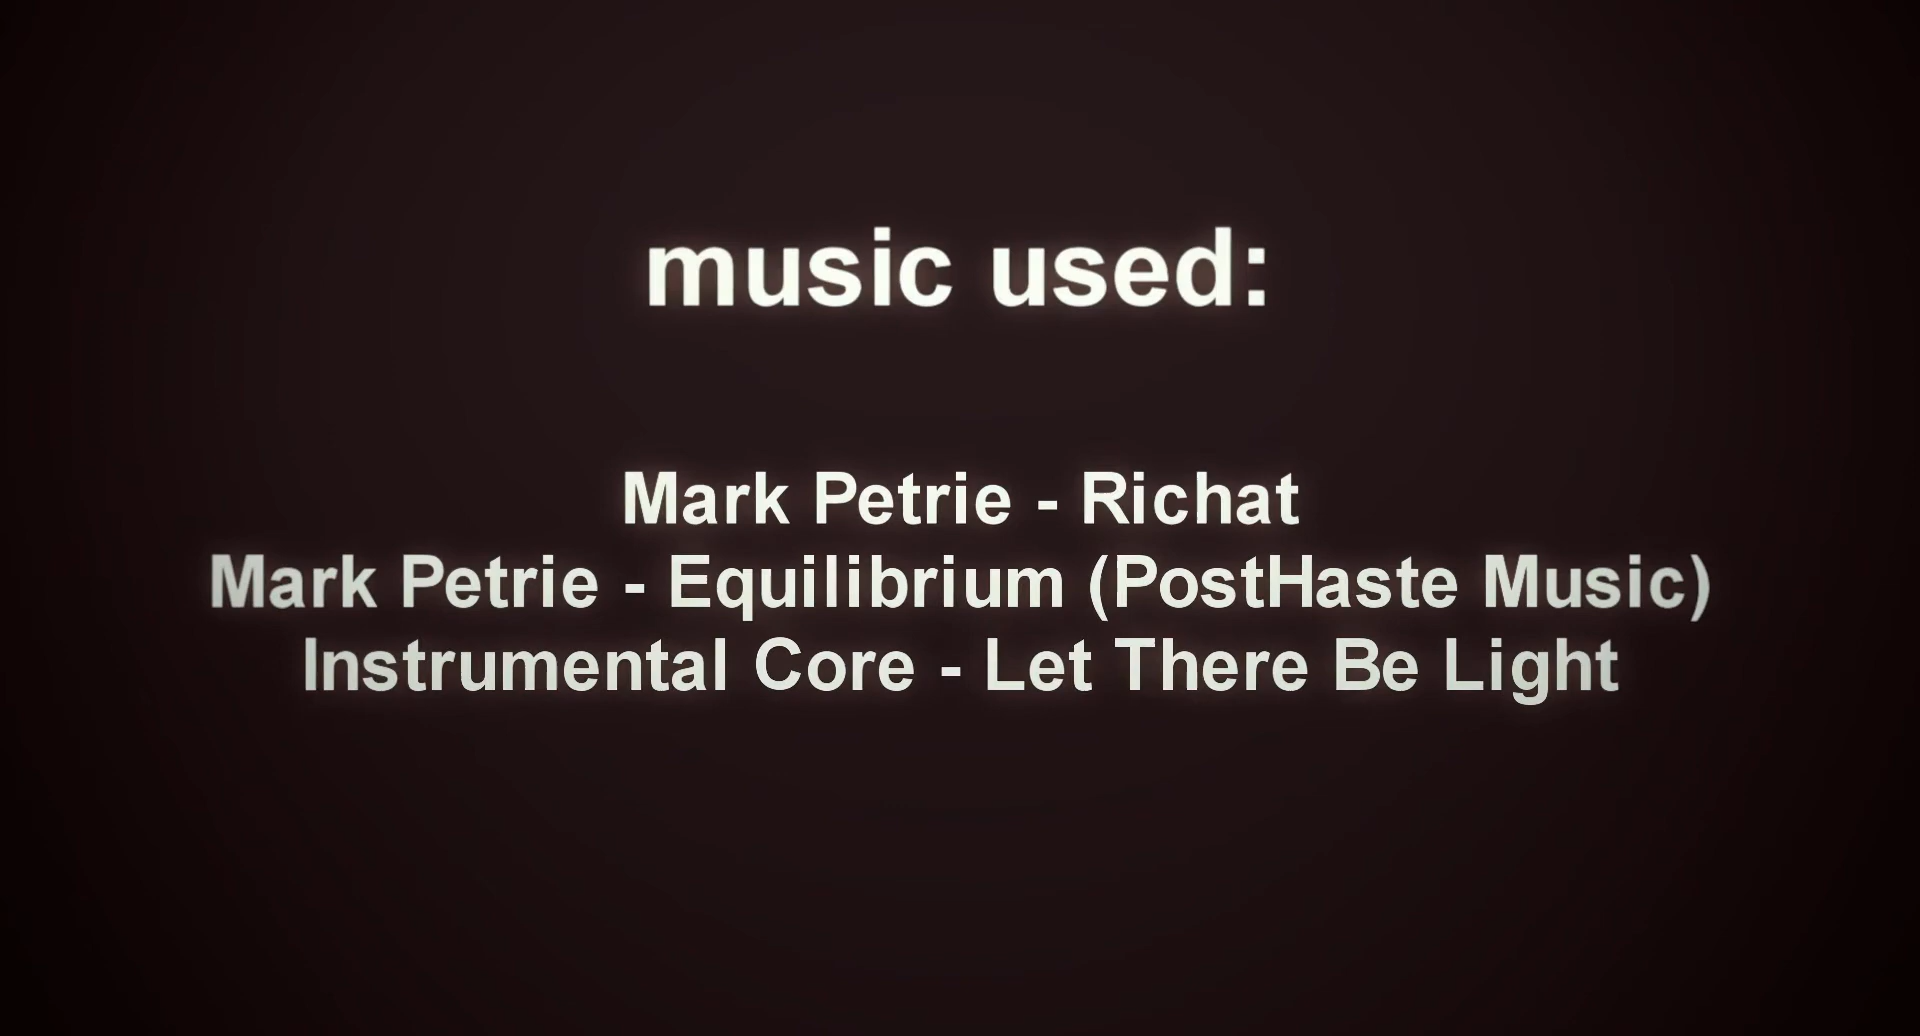 music used:
Mark Petrie - Richat
Mark Petrie - Equilibrium (PostHaste Music)
Instrumental Core - Let There Be Light